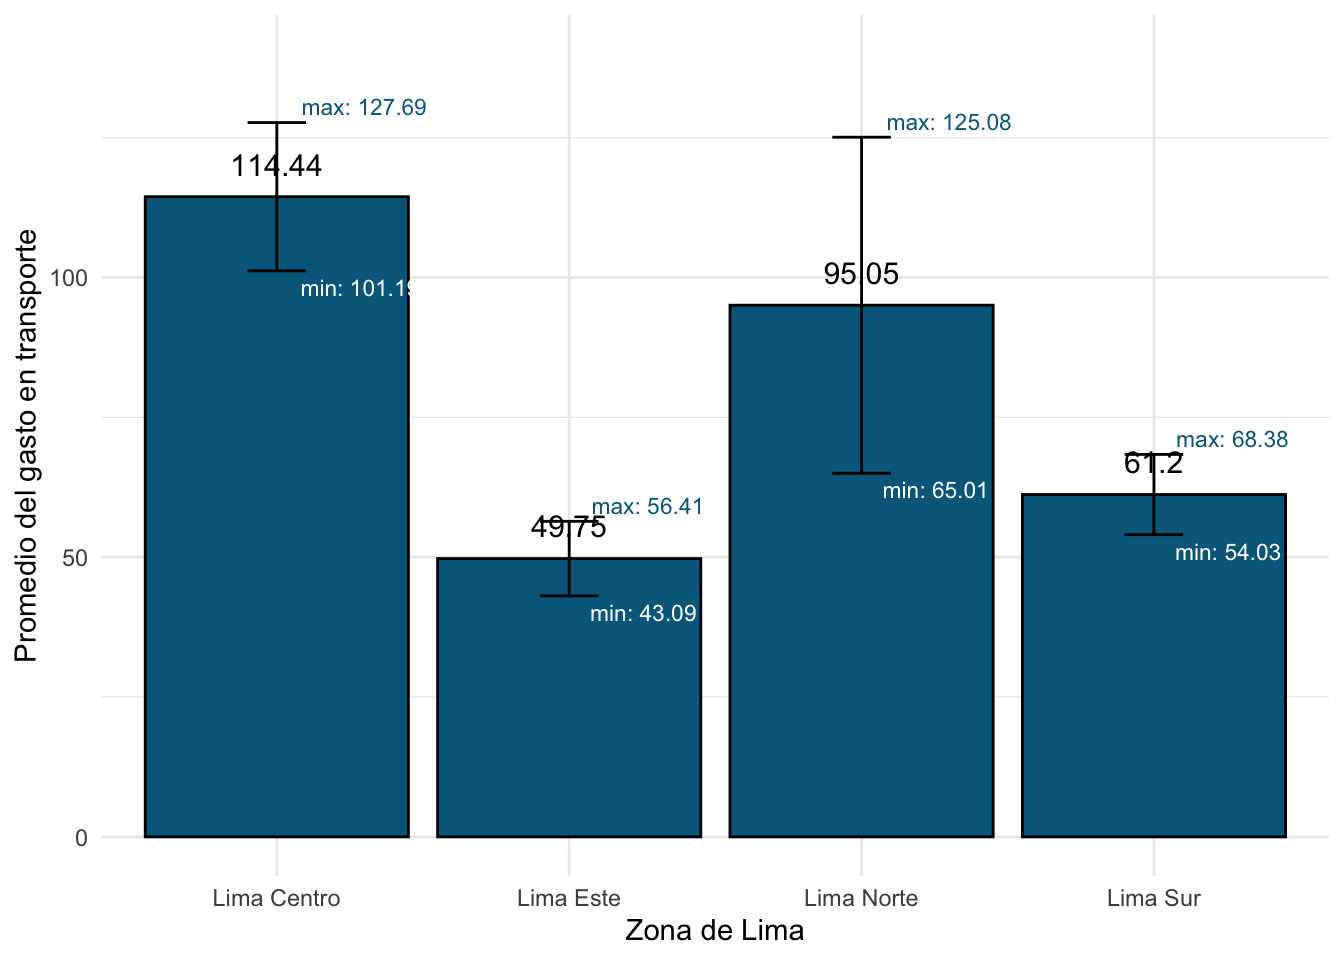 max: 127.69
max: 125.08
114.44
100
95.05
min: 101.19
max: 68.38
61.2
min: 65.01
max: 56.41
49.75
50
min: 54.03
min: 43.09
0
Promedio del gasto en transporte
Lima Centro
Lima Este
Lima Norte
Lima Sur
Zona de Lima